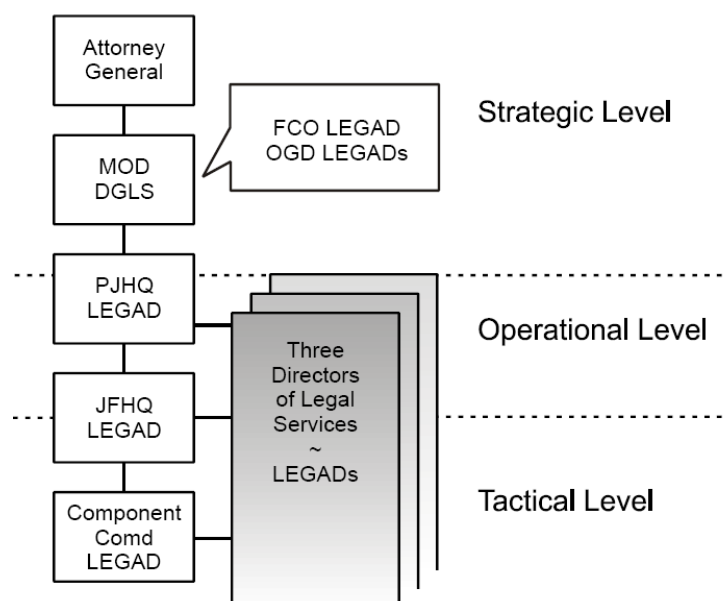 Attorney
General
FCO LEGAD
OGD LEGADs
Strategic Level
MOD
DGLS
PJHQ
LEGAD
Three
Directors
of Legal
Services
~
LEGADs
Operational Level
JFHQ
LEGAD
Component
Comd
LEGAD
Tactical Level